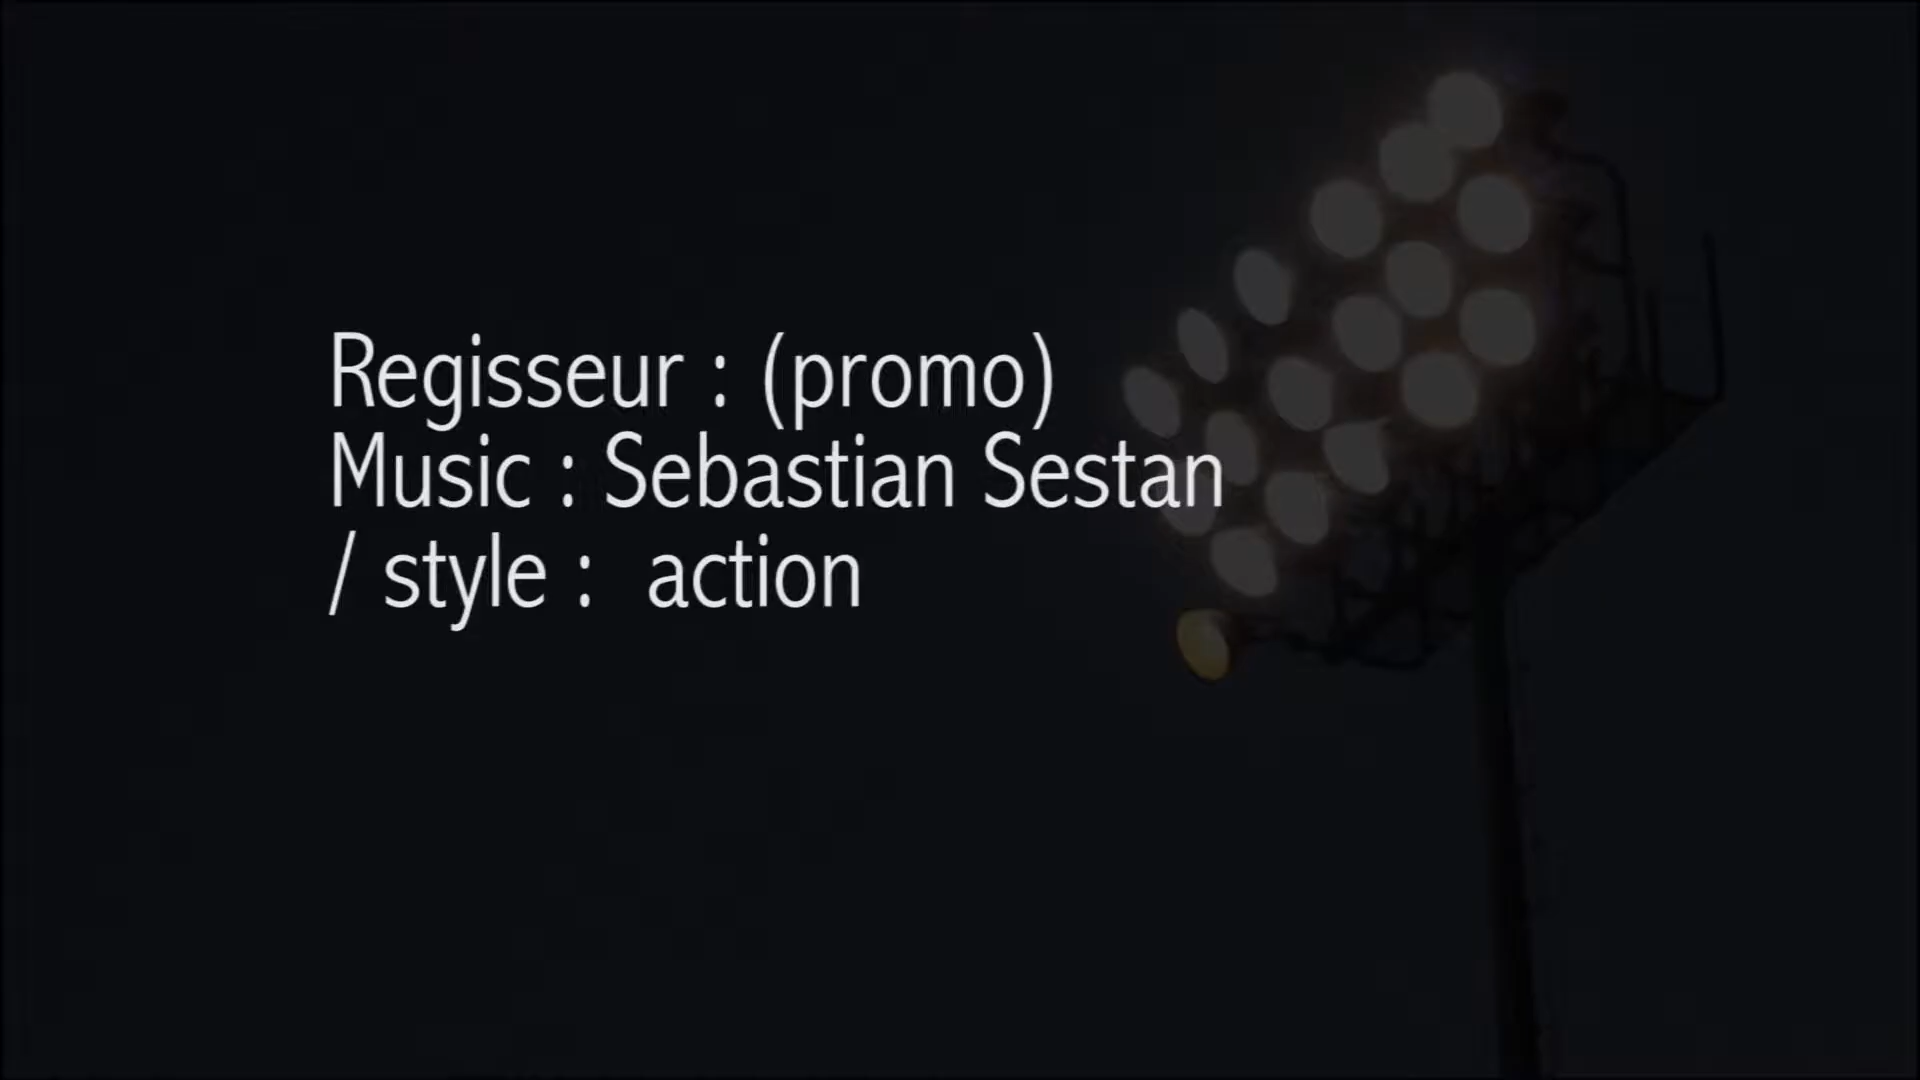 Regisseur : (promo)
Music : Sebastian Sestan
/ style :  action